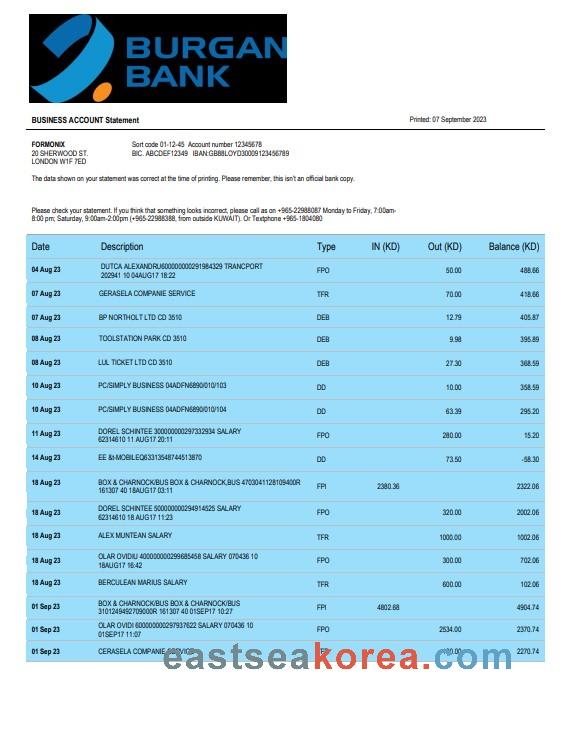 BURGAN
BANK
BUSINESS ACCOUNT Statement Printed: 07 September 2023
FORMONIX Sort code 01-12-45 Account number 12345678
20 SHERWOOD ST. BIC. ABCDEF12349 IBAN:GB88LOYD30009123456789
LONDON W1F 7ED
The data shown on your statement was correct at the time of printing. Please remember, this isn't an official bank copy.
Please check your statement. If you think that something looks incorrect, please call as on +965-22988087 Monday to Friday, 7:00am-
8:00 pm; Saturday, 9:00am-2:00pm (+965-22988388, from outside KUWAIT). Or Textphone +965-1804080
Date Description Type IN (KD) Out (KD) Balance (KD)
04 Aug 23 DUTCA ALEXANDRU6000000000291984329 TRANCPORT FPO 50.00 488.66
202941 10 04AUG17 18:22
07 Aug 23 GERASELA COMPANIE SERVICE TFR 70.00 418.66
07 Aug 23 BP NORTHOLT LTD CD 3510 DEB 12.79 405.87
08 Aug 23 TOOLSTATION PARK CD 3510 DEB 9.98 395.89
08 Aug 23 LUL TICKET LTD CD 3510 DEB 27.30 368.59
10 Aug 23 PC/SIMPLY BUSINESS 04ADFN6890/010/103 DD 10.00 358.59
10 Aug 23 PC/SIMPLY BUSINESS 04ADFN6890/010/104 DD 63.39 295.20
11 Aug 23 DOREL SCHINTEE 300000000297332934 SALARY FPO 280.00 15.20
62314610 11 AUG17 20:11
14 Aug 23 EE &t-MOBILEQ63313548744513870 DD 73.50 -58.30
18 Aug 23 BOX & CHARNOCK/BUS BOX & CHARNOCK,BUS 4703041128109400R FPI 2380.36 2322.06
161307 40 18AUG17 03:11
18 Aug 23 DOREL SCHINTEE 500000000294914525 SALARY FPO 320.00 2002.06
62314610 18 AUG17 11:23
18 Aug 23 ALEX MUNTEAN SALARY TFR 1000.00 1002.06
18 Aug 23 OLAR OVIDIU 400000000299685458 SALARY 070436 10 FPO 300.00 702.06
18AUG17 16:42
18 Aug 23 BERCULEAN MARIUS SALARY TFR 600.00 102.06
01 Sep 23 BOX & CHARNOCK/BUS BOX & CHARNOCK/BUS FPI 4802.68 4904.74
310124949270​9000R 161307 40 01SEP17 10:27
01 Sep 23 OLAR OVIDI 600000000297937622 SALARY 070436 10 FPO 2534.00 2370.74
01SEP17 11:07
01 Sep 23 CERASELA COMPANIE SERVICE 2270.74
eastseakorea.com